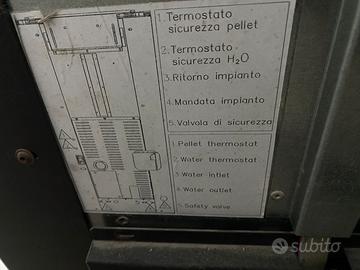 1. Termostato
sicurezza pellet
2. Termostato
sicurezza H₂O
3. Ritorno impianto
4. Mandata impianto
5. Valvola di sicurezza
1. Pellet thermostat
2. Water thermostat
3. Water intlet
4. Water outlet
5. Safety valve
subito